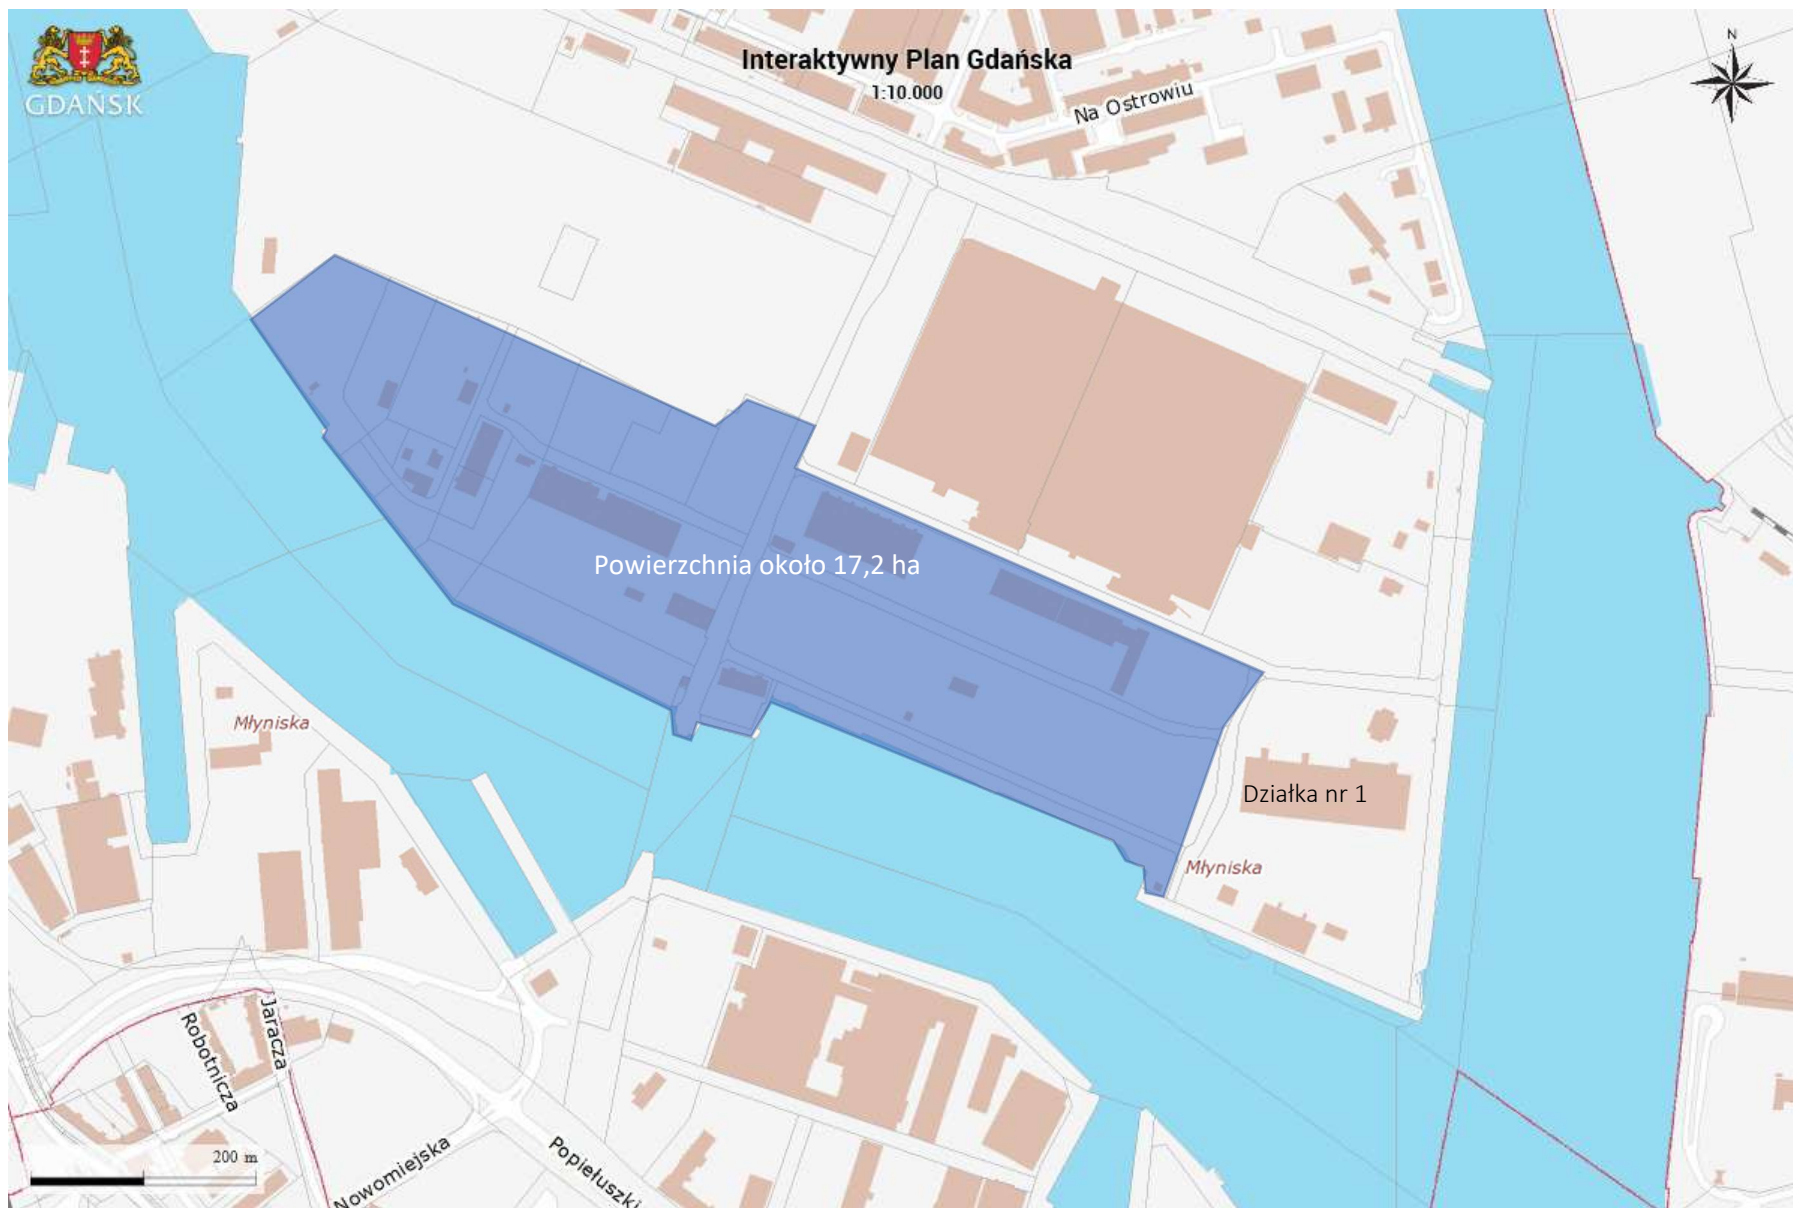 GDAŃSK
Interaktywny Plan Gdańska
1:10.000
N
Na Ostrowiu
Powierzchnia około 17,2 ha
Młyniska
Działka nr 1
Młyniska
Robotnicza
Jaracza
Nowomiejska
Popiełuszki
200 m